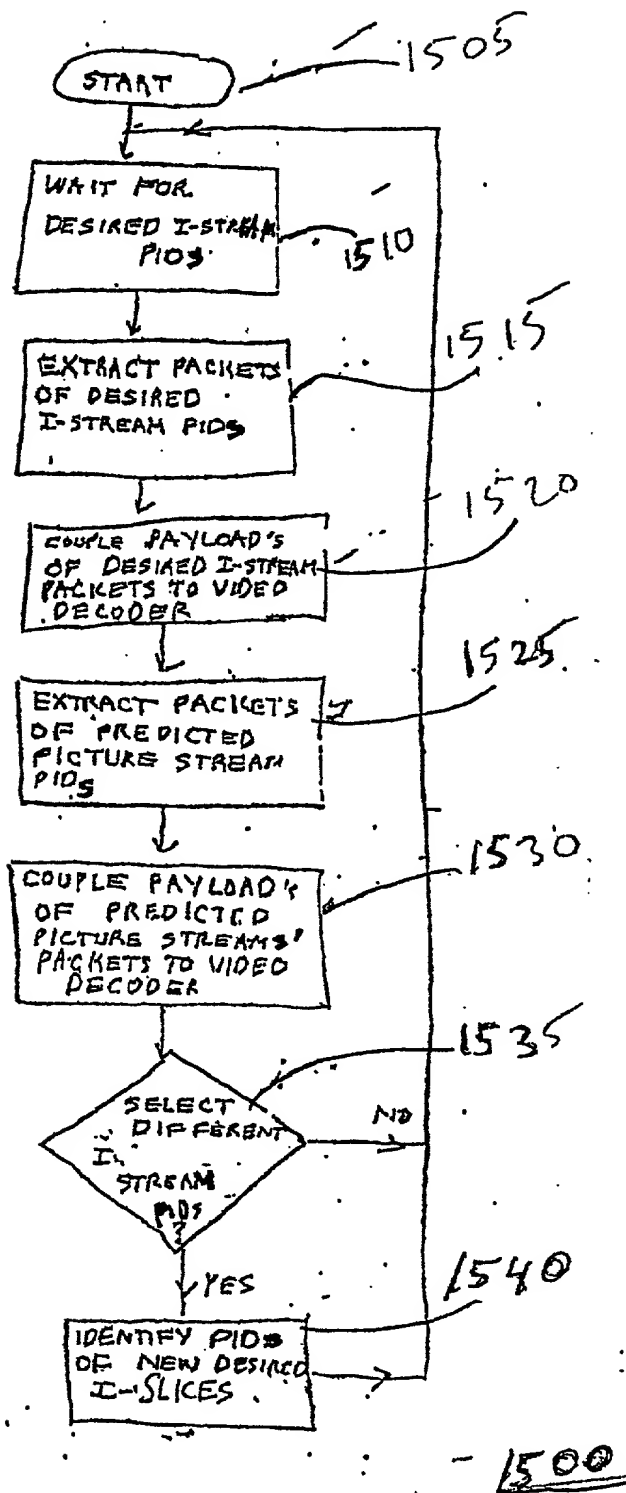 START
1505
WAIT FOR
DESIRED I-STREAM
PIDS
1510
EXTRACT PACKETS
OF DESIRED
I-STREAM PIDS
1515
COUPLE PAYLOAD'S
OF DESIRED I-STREAM
PACKETS TO VIDEO
DECODER
1520
EXTRACT PACKETS
OF PREDICTED
PICTURE STREAM
PIDS
1525
COUPLE PAYLOAD'S
OF PREDICTED
PICTURE STREAMS'
PACKETS TO VIDEO
DECODER
1530
SELECT
DIFFERENT
I-
STREAM
PIDS
?
1535
NO
YES
IDENTIFY PIDS
OF NEW DESIRED
I-SLICES
1540
1500